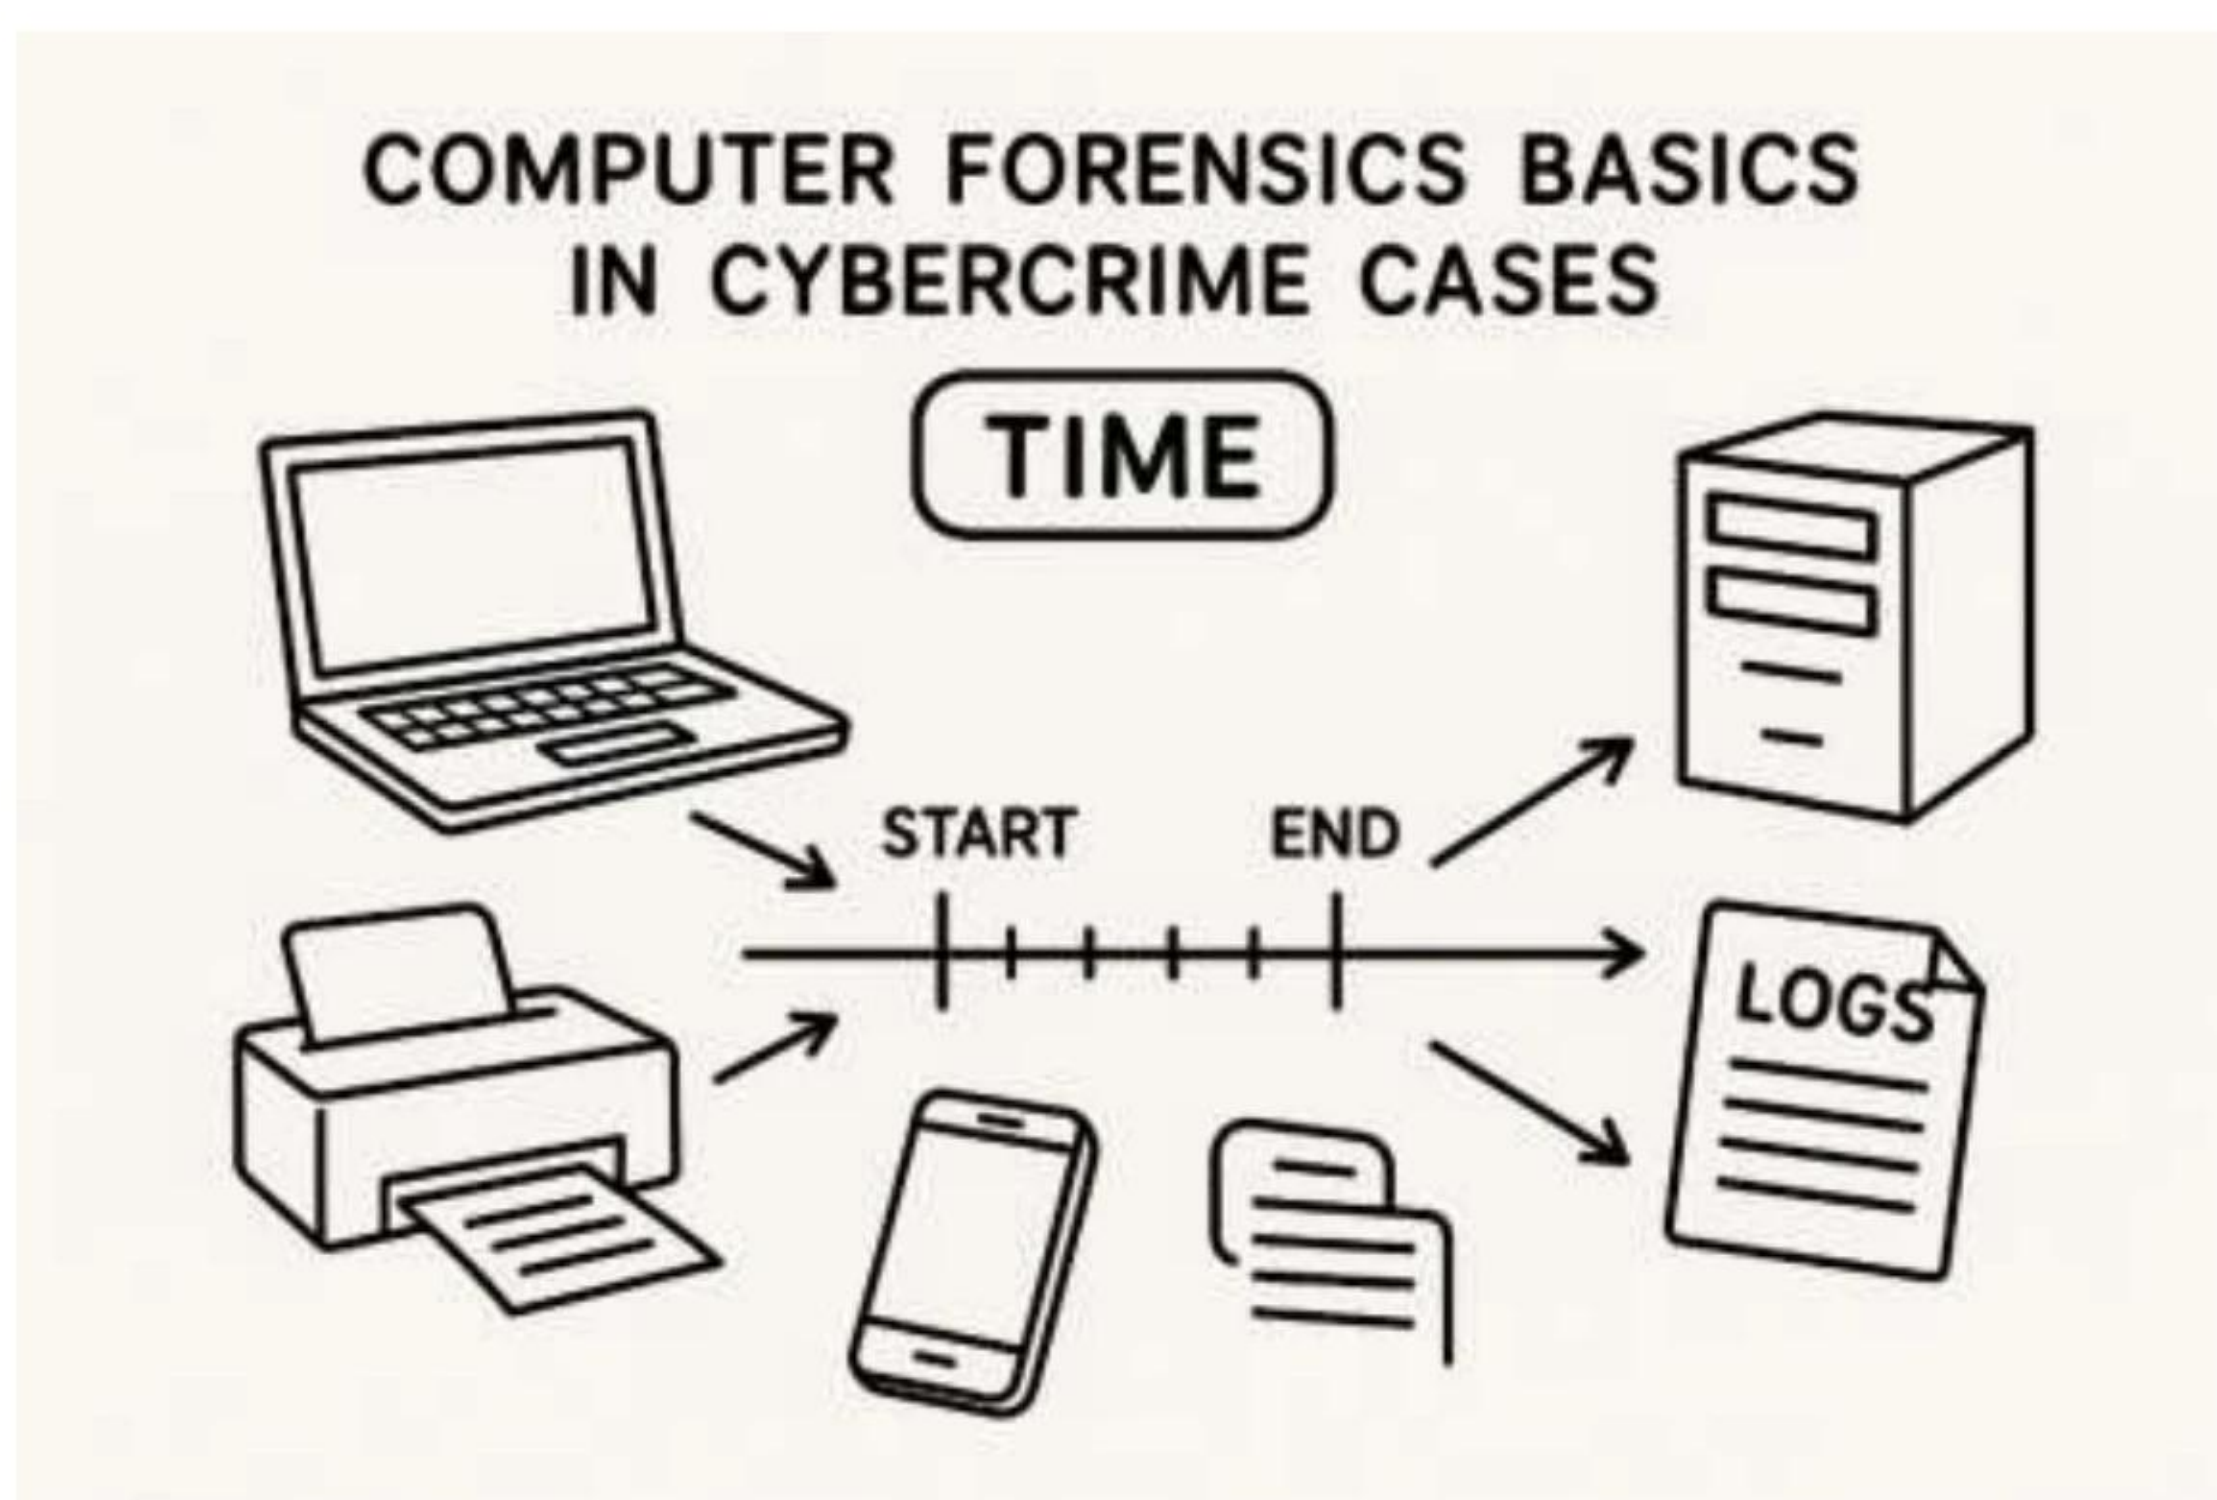 COMPUTER FORENSICS BASICS
IN CYBERCRIME CASES
TIME
START
END
LOGS